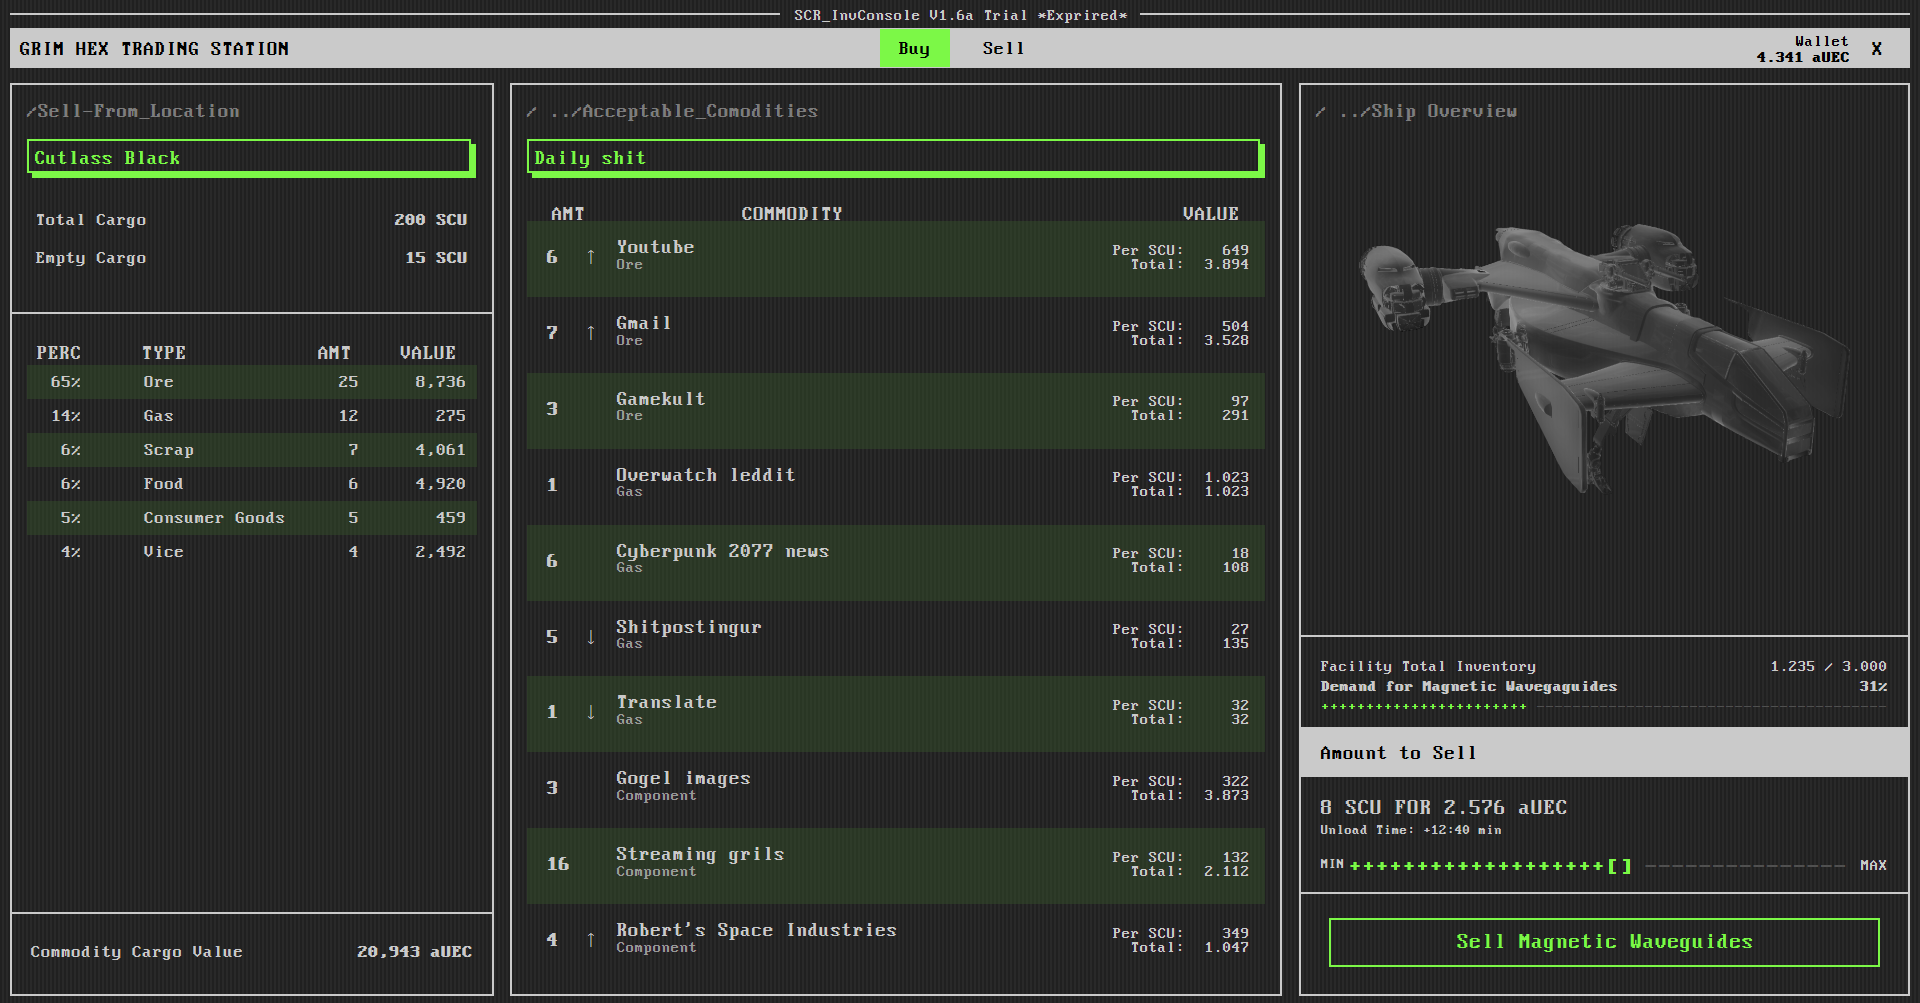 SCR_InvConsole V1.6a Trial *Exprired*
GRIM HEX TRADING STATION
Buy
Sell
Wallet
4.341 aUEC
X
/Sell-From_Location
Cutlass Black
Total Cargo 200 SCU
Empty Cargo 15 SCU
PERC TYPE AMT VALUE
65% Ore 25 8,736
14% Gas 12 275
6% Scrap 7 4,061
6% Food 6 4,920
5% Consumer Goods 5 459
4% Vice 4 2,492
Commodity Cargo Value 20,943 aUEC
/ ../Acceptable_Comodities
Daily shit
AMT COMMODITY VALUE
6 ↑ Youtube Per SCU: 649
Ore Total: 3.894
7 ↑ Gmail Per SCU: 504
Ore Total: 3.528
3 Gamekult Per SCU: 97
Ore Total: 291
1 Overwatch leddit Per SCU: 1.023
Gas Total: 1.023
6 Cyberpunk 2077 news Per SCU: 18
Gas Total: 108
5 ↓ Shitpostingur Per SCU: 27
Gas Total: 135
1 ↓ Translate Per SCU: 32
Gas Total: 32
3 Gogel images Per SCU: 322
Component Total: 3.873
16 Streaming grils Per SCU: 132
Component Total: 2.112
4 ↑ Robert's Space Industries Per SCU: 349
Component Total: 1.047
/ ../Ship Overview
Facility Total Inventory 1.235 / 3.000
Demand for Magnetic Wavegaguides 31%
+++++++++++++++++++++++ ---------------------------------------
Amount to Sell
8 SCU FOR 2.576 aUEC
Unload Time: +12:40 min
MIN +++++++++++++++++++[] --------------- MAX
Sell Magnetic Waveguides